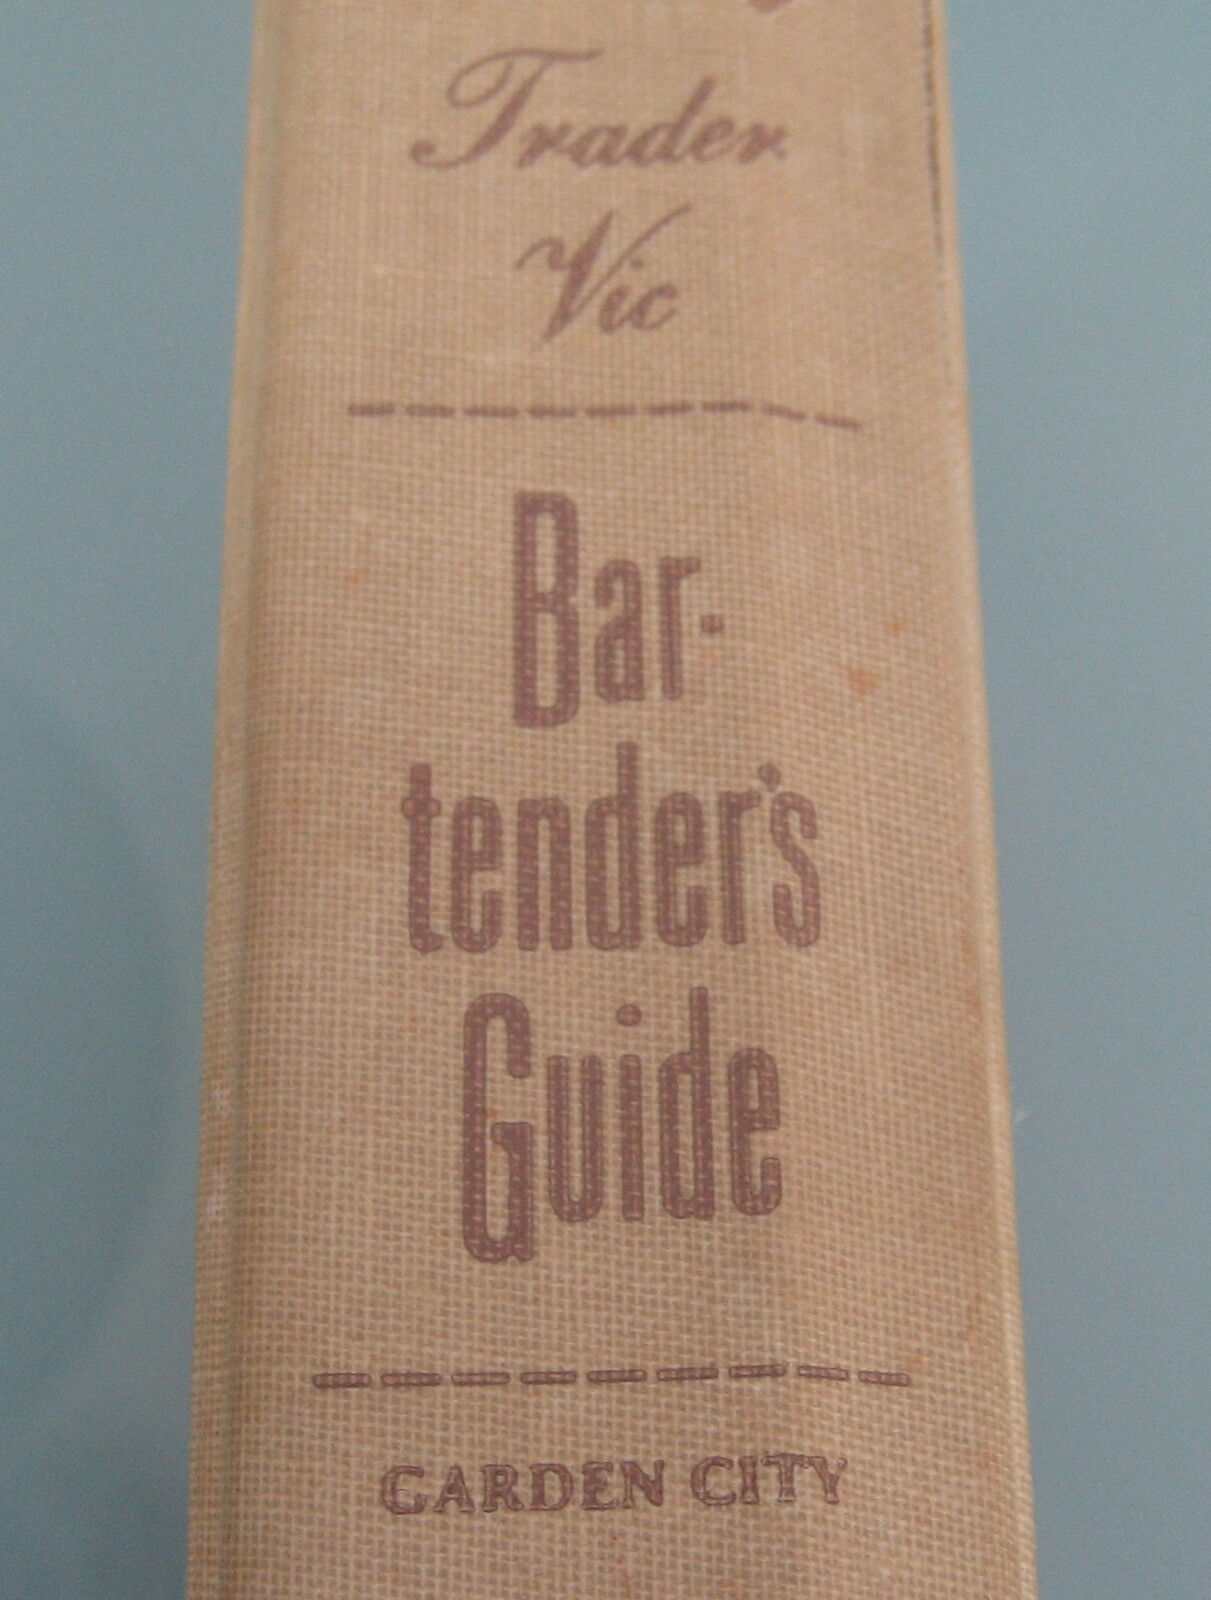 Trader
Vic
Bar-
tender's
Guide
GARDEN CITY